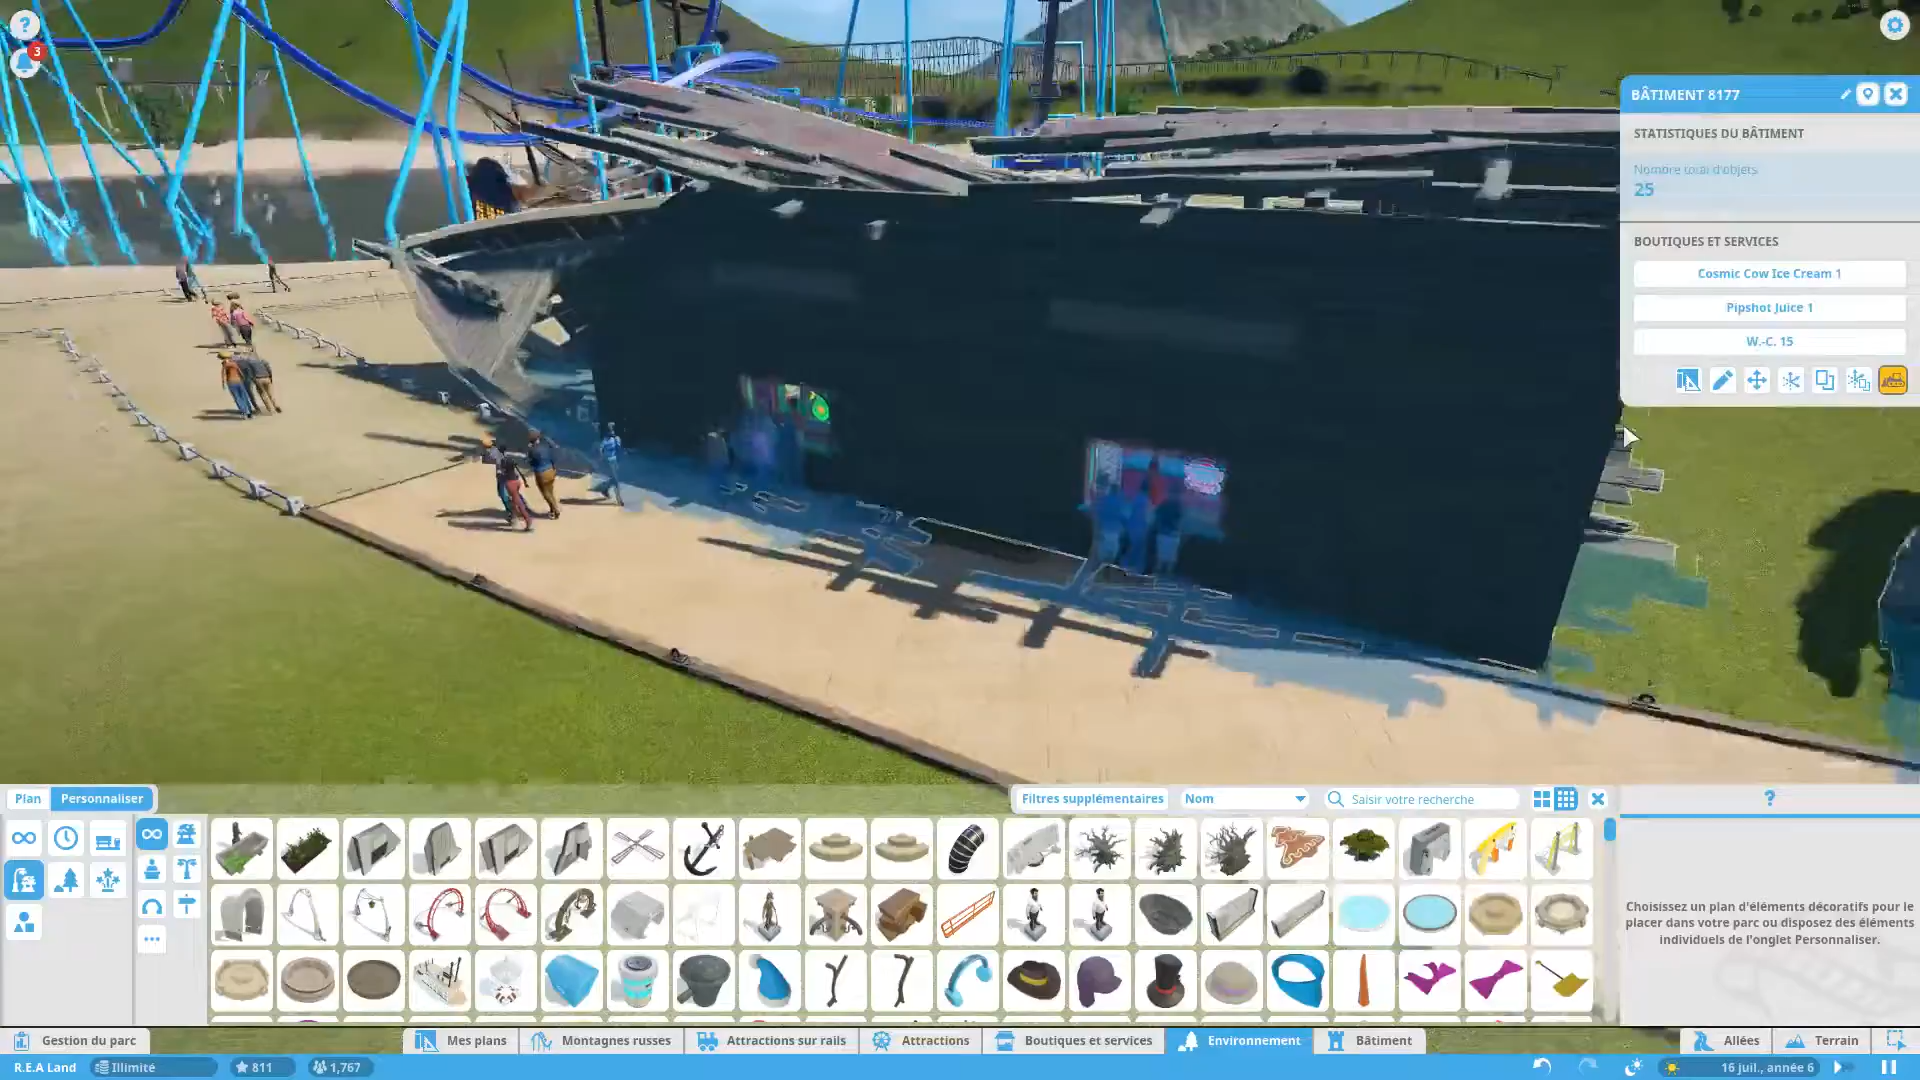 ?
3
BÂTIMENT 8177
STATISTIQUES DU BÂTIMENT
Nombre total d'objets
25
BOUTIQUES ET SERVICES
Cosmic Cow Ice Cream 1
Pipshot Juice 1
W.-C. 15
Plan
Personnaliser
Filtres supplémentaires
Nom
Saisir votre recherche
?
Choisissez un plan d'éléments décoratifs pour le
placer dans votre parc ou disposez des éléments
individuels de l'onglet Personnaliser.
Gestion du parc
Mes plans
Montagnes russes
Attractions sur rails
Attractions
Boutiques et services
Environnement
Bâtiment
Allées
Terrain
R.E.A Land
Illimité
811
1,767
16 juil., année 6